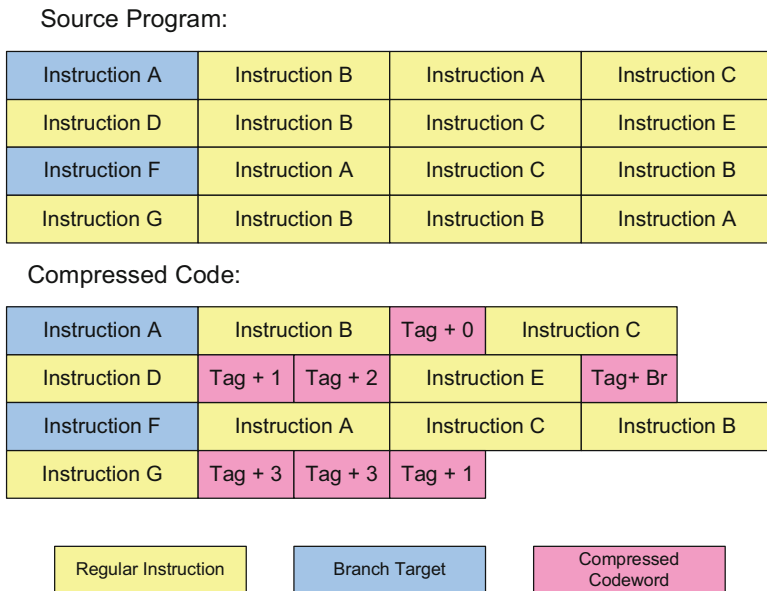 Source Program:
Instruction A Instruction B Instruction A Instruction C
Instruction D Instruction B Instruction C Instruction E
Instruction F Instruction A Instruction C Instruction B
Instruction G Instruction B Instruction B Instruction A
Compressed Code:
Instruction A Instruction B Tag + 0 Instruction C
Instruction D Tag + 1 Tag + 2 Instruction E Tag+ Br
Instruction F Instruction A Instruction C Instruction B
Instruction G Tag + 3 Tag + 3 Tag + 1
Regular Instruction Branch Target Compressed
Codeword